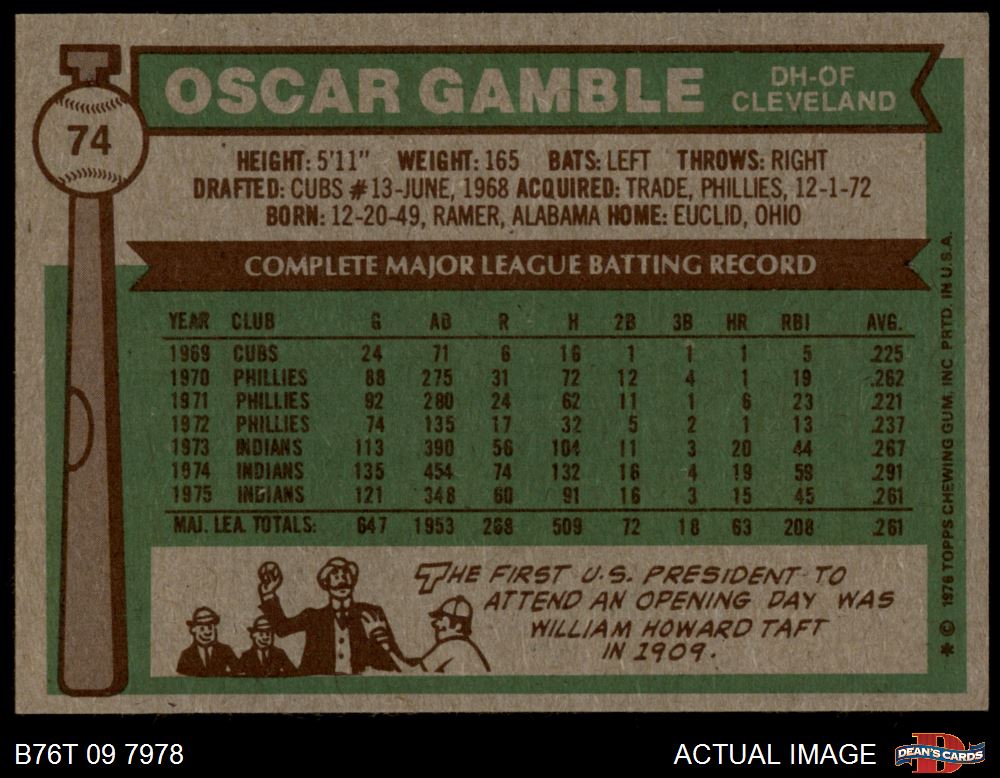 74
OSCAR GAMBLE
DH-OF
CLEVELAND
HEIGHT: 5'11" WEIGHT: 165 BATS: LEFT THROWS: RIGHT
DRAFTED: CUBS #13-JUNE, 1968 ACQUIRED: TRADE, PHILLIES, 12-1-72
BORN: 12-20-49, RAMER, ALABAMA HOME: EUCLID, OHIO
COMPLETE MAJOR LEAGUE BATTING RECORD
YEAR CLUB G AB R H 2B 3B HR RBI AVG.
1969 CUBS 24 71 6 16 1 1 1 5 .225
1970 PHILLIES 88 275 31 72 12 4 1 19 .262
1971 PHILLIES 92 280 24 62 11 1 6 23 .221
1972 PHILLIES 74 135 17 32 5 2 1 13 .237
1973 INDIANS 113 390 56 104 11 3 20 44 .267
1974 INDIANS 135 454 74 132 16 4 19 59 .291
1975 INDIANS 121 348 60 91 16 3 15 45 .261
MAJ. LEA. TOTALS: 647 1953 268 509 72 18 63 208 .261
THE FIRST U.S. PRESIDENT TO
ATTEND AN OPENING DAY WAS
WILLIAM HOWARD TAFT
IN 1909.
* © 1976 TOPPS CHEWING GUM, INC. PRTD. IN U.S.A.
B76T 09 7978
ACTUAL IMAGE
DEAN'S CARDS